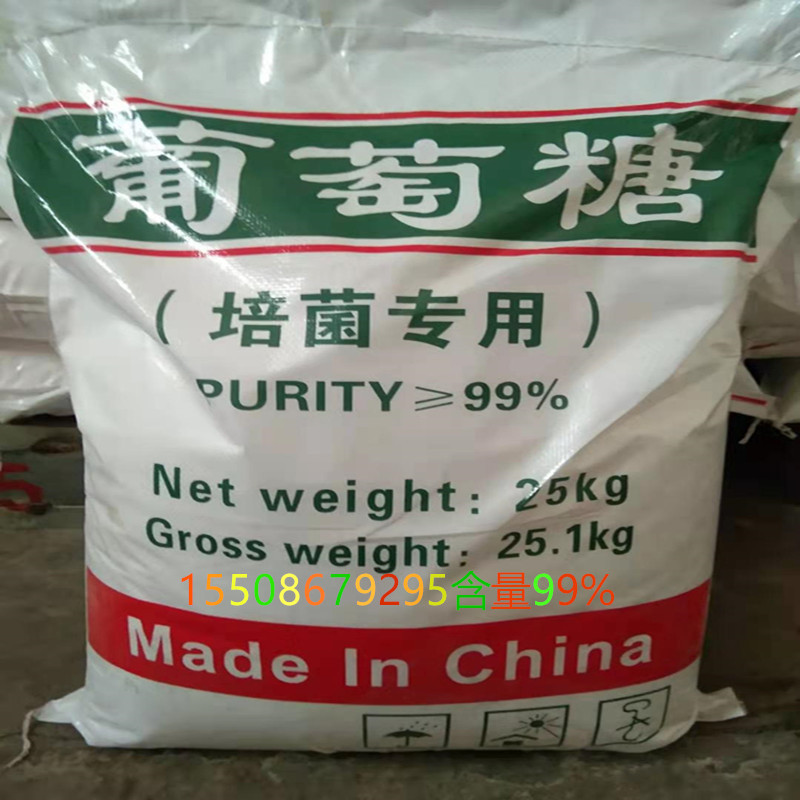 葡萄糖
（培菌专用）
PURITY≥99%
Net weight: 25kg
Gross weight: 25.1kg
15508679295含量99%
Made In China